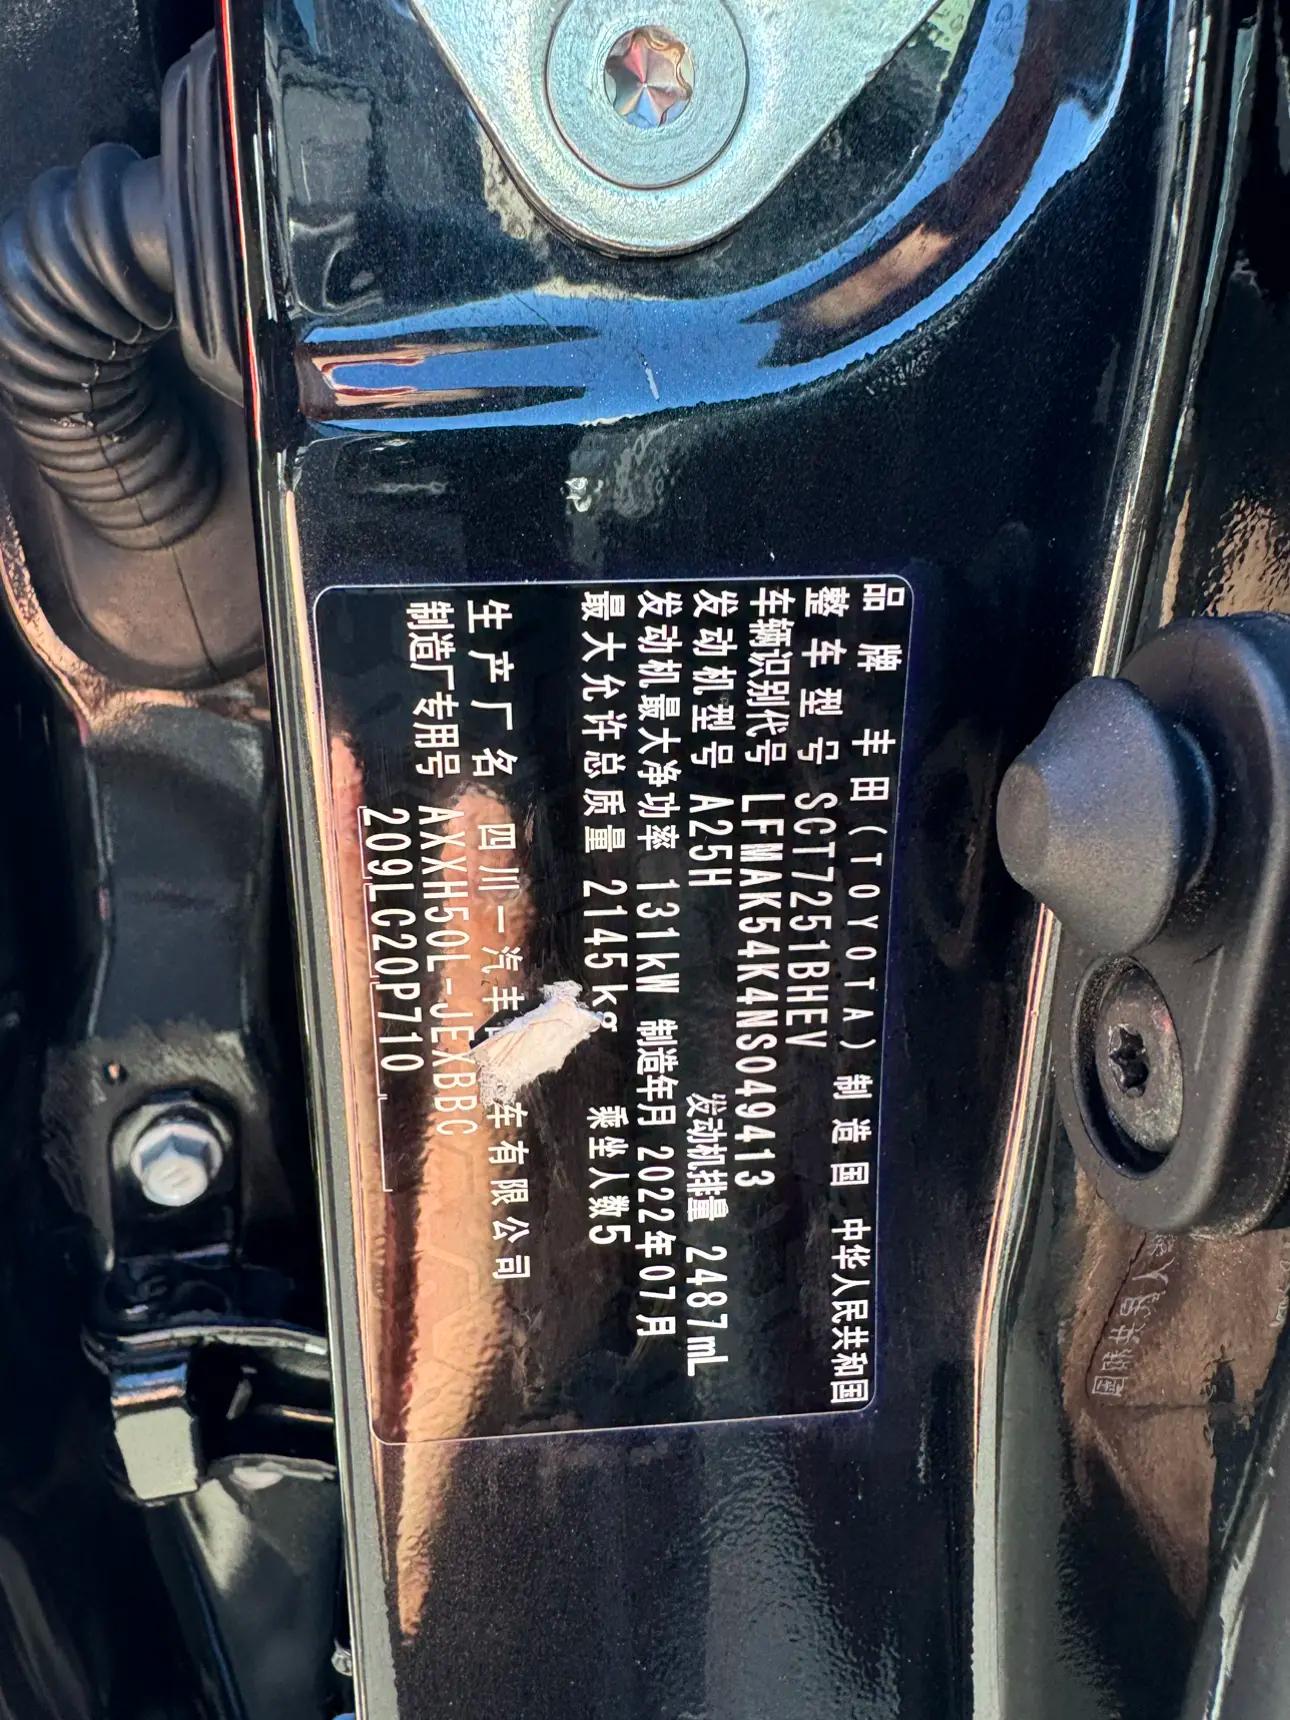 品牌 丰田(TOYOTA) 制造国 中华人民共和国
整车型号 SCT7251BHEV
车辆识别代号 LFMAK54K4NS049413
发动机型号 A25H 发动机排量 2487mL
发动机最大净功率 131kW 制造年月 2022年07月
最大允许总质量 2145kg 乘坐人数5
生产厂名 四川一汽丰 车有限公司
制造厂专用号 AXXH50L-JEXBBC
209LC20P710